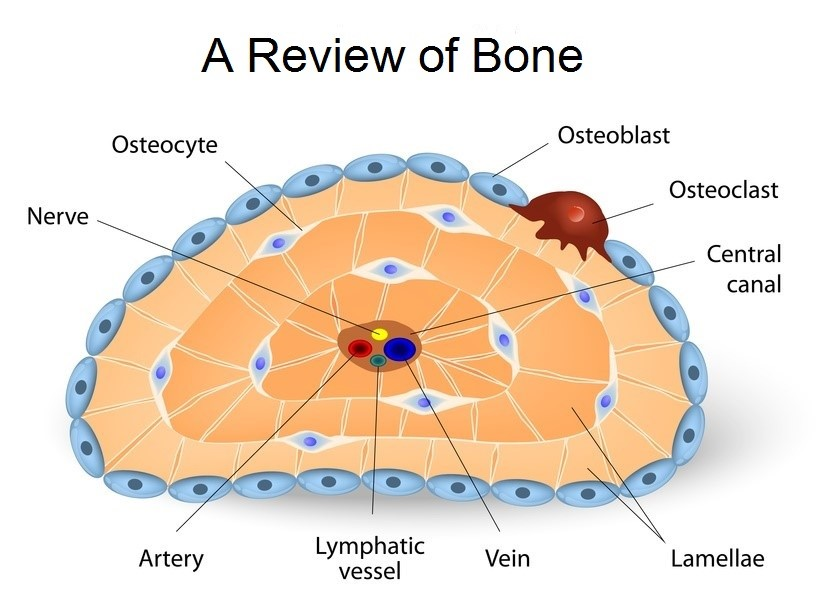 A Review of Bone
Osteocyte
Osteoblast
Nerve
Osteoclast
Central
canal
Artery
Lymphatic
vessel
Vein
Lamellae